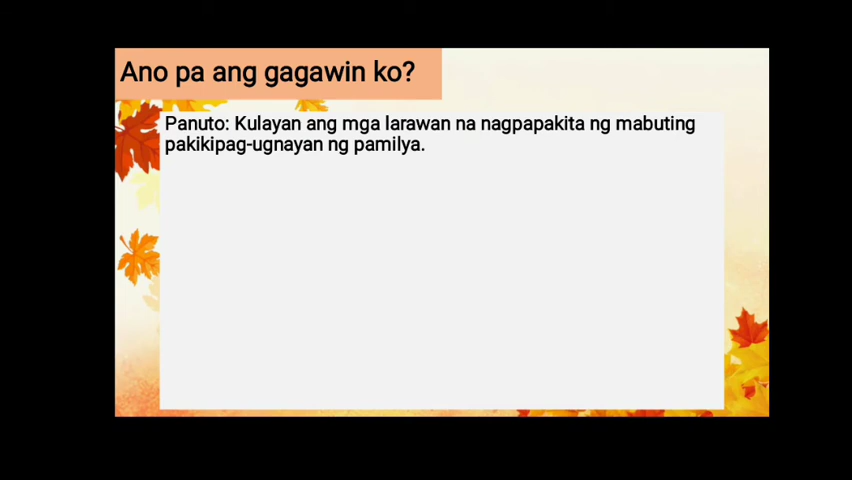 Ano pa ang gagawin ko?
Panuto: Kulayan ang mga larawan na nagpapakita ng mabuting
pakikipag-ugnayan ng pamilya.